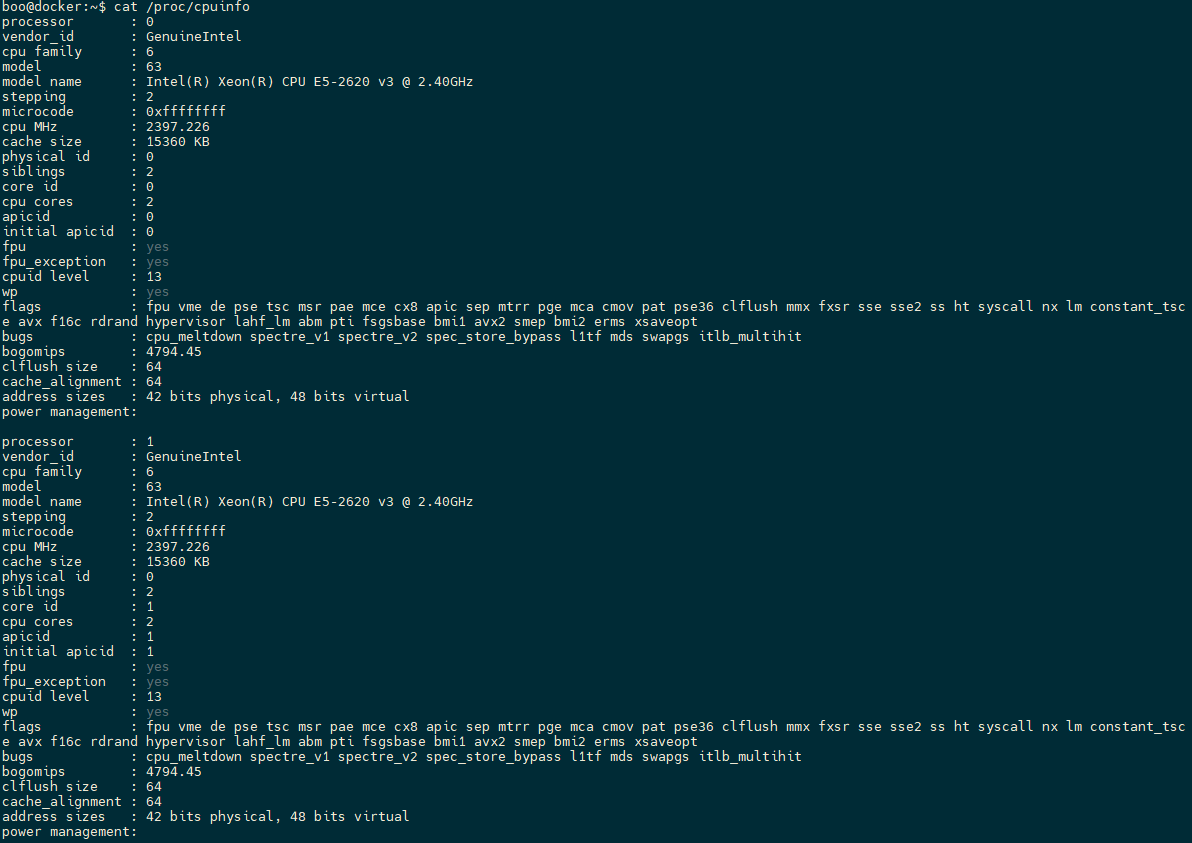 boo@docker:~$ cat /proc/cpuinfo
processor       : 0
vendor_id       : GenuineIntel
cpu family      : 6
model           : 63
model name      : Intel(R) Xeon(R) CPU E5-2620 v3 @ 2.40GHz
stepping        : 2
microcode       : 0xffffffff
cpu MHz         : 2397.226
cache size      : 15360 KB
physical id     : 0
siblings        : 2
core id         : 0
cpu cores       : 2
apicid          : 0
initial apicid  : 0
fpu             : yes
fpu_exception   : yes
cpuid level     : 13
wp              : yes
flags           : fpu vme de pse tsc msr pae mce cx8 apic sep mtrr pge mca cmov pat pse36 clflush mmx fxsr sse sse2 ss ht syscall nx lm constant_tsc
e avx f16c rdrand hypervisor lahf_lm abm pti fsgsbase bmi1 avx2 smep bmi2 erms xsaveopt
bugs            : cpu_meltdown spectre_v1 spectre_v2 spec_store_bypass l1tf mds swapgs itlb_multihit
bogomips        : 4794.45
clflush size    : 64
cache_alignment : 64
address sizes   : 42 bits physical, 48 bits virtual
power management:

processor       : 1
vendor_id       : GenuineIntel
cpu family      : 6
model           : 63
model name      : Intel(R) Xeon(R) CPU E5-2620 v3 @ 2.40GHz
stepping        : 2
microcode       : 0xffffffff
cpu MHz         : 2397.226
cache size      : 15360 KB
physical id     : 0
siblings        : 2
core id         : 1
cpu cores       : 2
apicid          : 1
initial apicid  : 1
fpu             : yes
fpu_exception   : yes
cpuid level     : 13
wp              : yes
flags           : fpu vme de pse tsc msr pae mce cx8 apic sep mtrr pge mca cmov pat pse36 clflush mmx fxsr sse sse2 ss ht syscall nx lm constant_tsc
e avx f16c rdrand hypervisor lahf_lm abm pti fsgsbase bmi1 avx2 smep bmi2 erms xsaveopt
bugs            : cpu_meltdown spectre_v1 spectre_v2 spec_store_bypass l1tf mds swapgs itlb_multihit
bogomips        : 4794.45
clflush size    : 64
cache_alignment : 64
address sizes   : 42 bits physical, 48 bits virtual
power management: